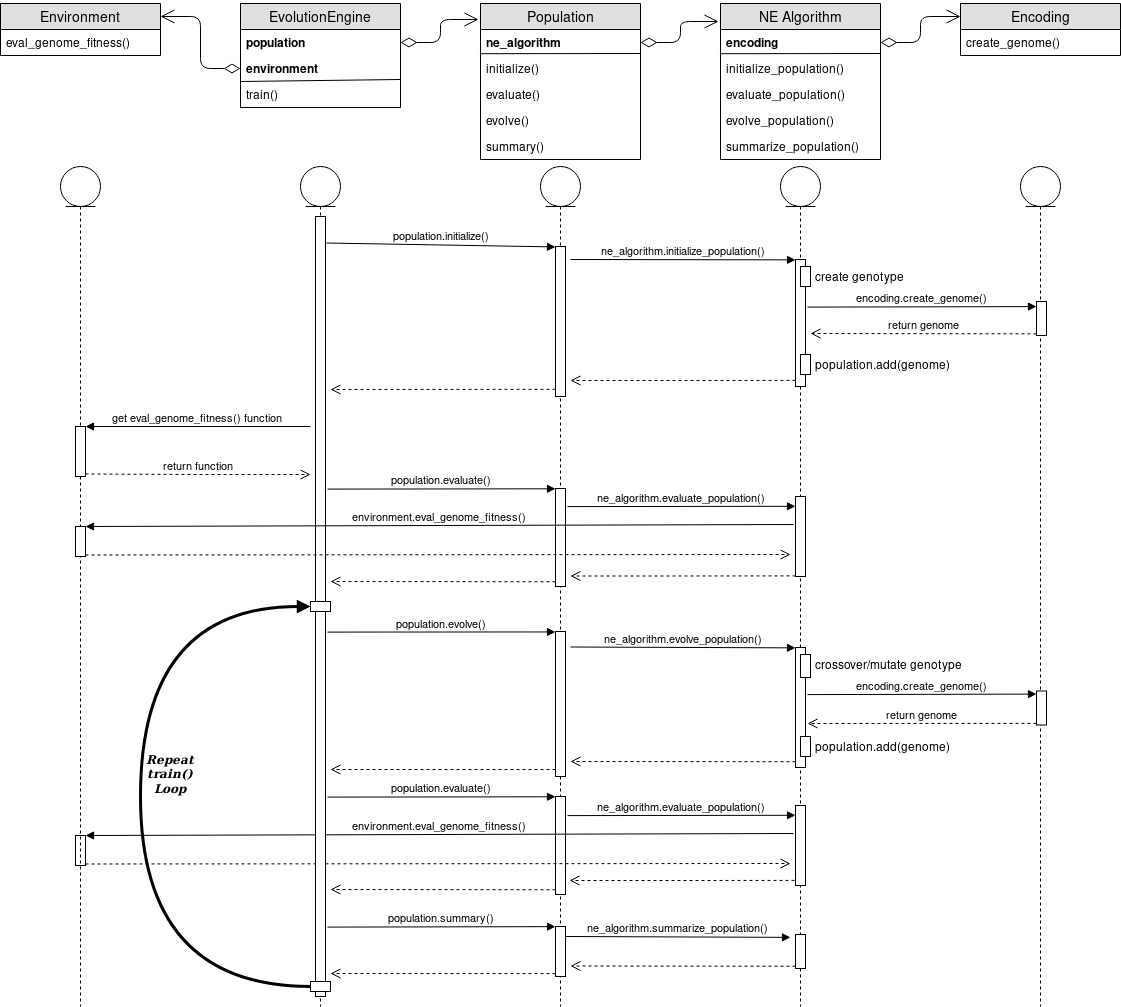 Environment
eval_genome_fitness()
EvolutionEngine
population
environment
train()
Population
ne_algorithm
initialize()
evaluate()
evolve()
summary()
NE Algorithm
encoding
initialize_population()
evaluate_population()
evolve_population()
summarize_population()
Encoding
create_genome()
population.initialize()
ne_algorithm.initialize_population()
create genotype
encoding.create_genome()
return genome
population.add(genome)
get eval_genome_fitness() function
return function
population.evaluate()
ne_algorithm.evaluate_population()
environment.eval_genome_fitness()
population.evolve()
ne_algorithm.evolve_population()
crossover/mutate genotype
encoding.create_genome()
return genome
population.add(genome)
Repeat
train()
Loop
population.evaluate()
ne_algorithm.evaluate_population()
environment.eval_genome_fitness()
population.summary()
ne_algorithm.summarize_population()